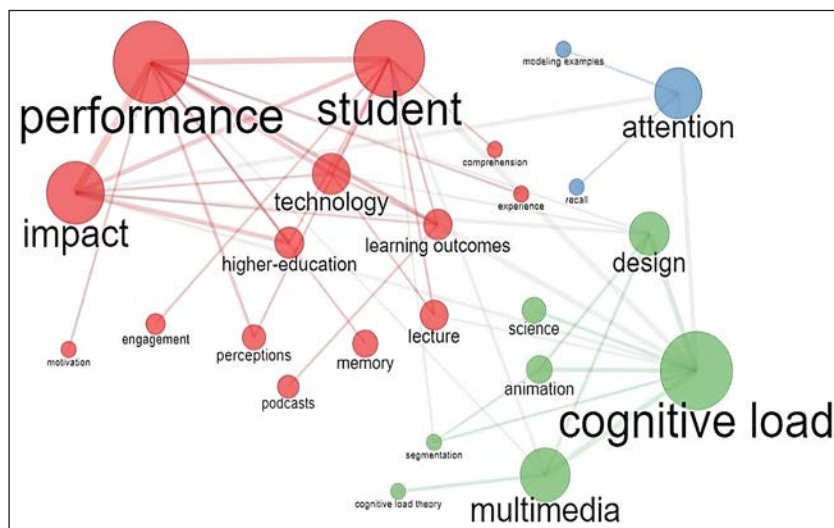 modeling examples
performance
student
attention
comprehension
technology
recall
experience
impact
learning outcomes
higher-education
design
science
engagement
lecture
motivation
perceptions
memory
podcasts
animation
cognitive load
segmentation
cognitive load theory
multimedia